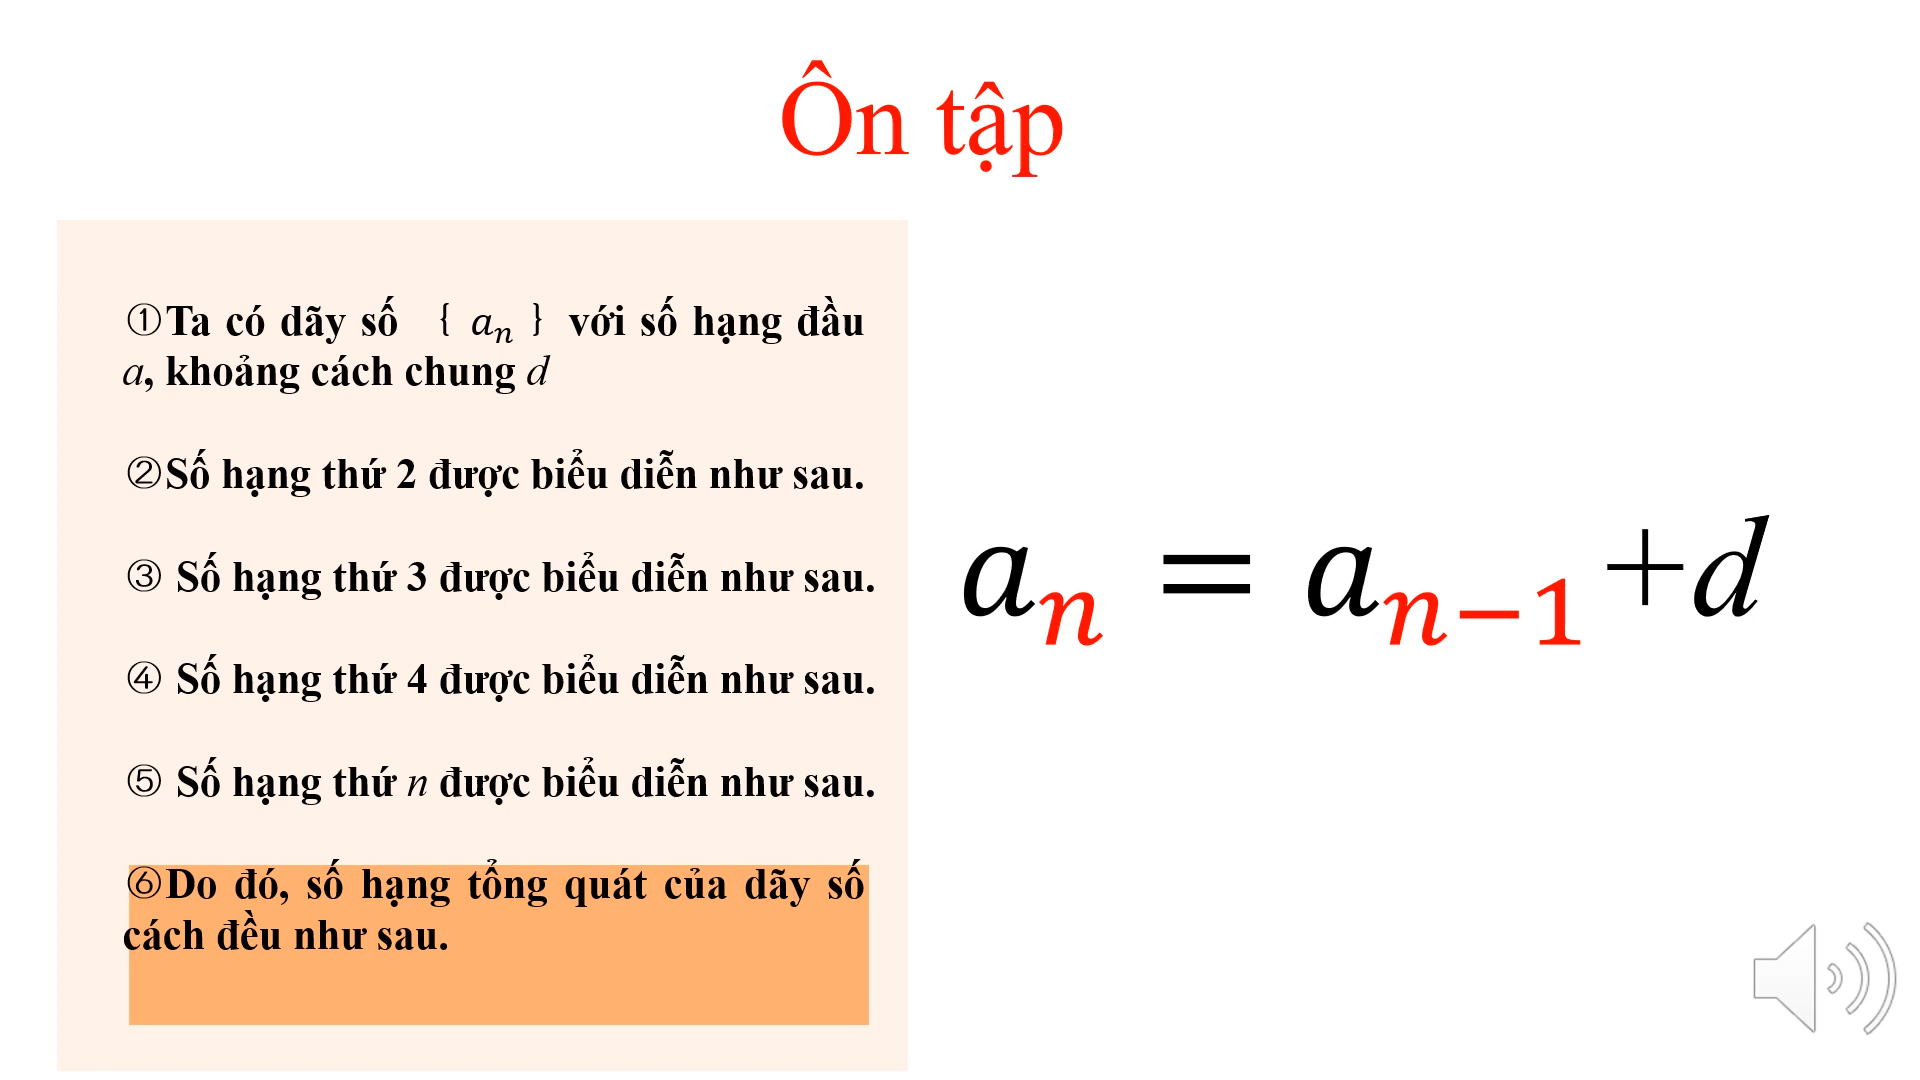 Ôn tập
①Ta có dãy số { aₙ } với số hạng đầu
a, khoảng cách chung d
②Số hạng thứ 2 được biểu diễn như sau.
③ Số hạng thứ 3 được biểu diễn như sau.
④ Số hạng thứ 4 được biểu diễn như sau.
⑤ Số hạng thứ n được biểu diễn như sau.
⑥Do đó, số hạng tổng quát của dãy số
cách đều như sau.
aₙ = aₙ₋₁+d